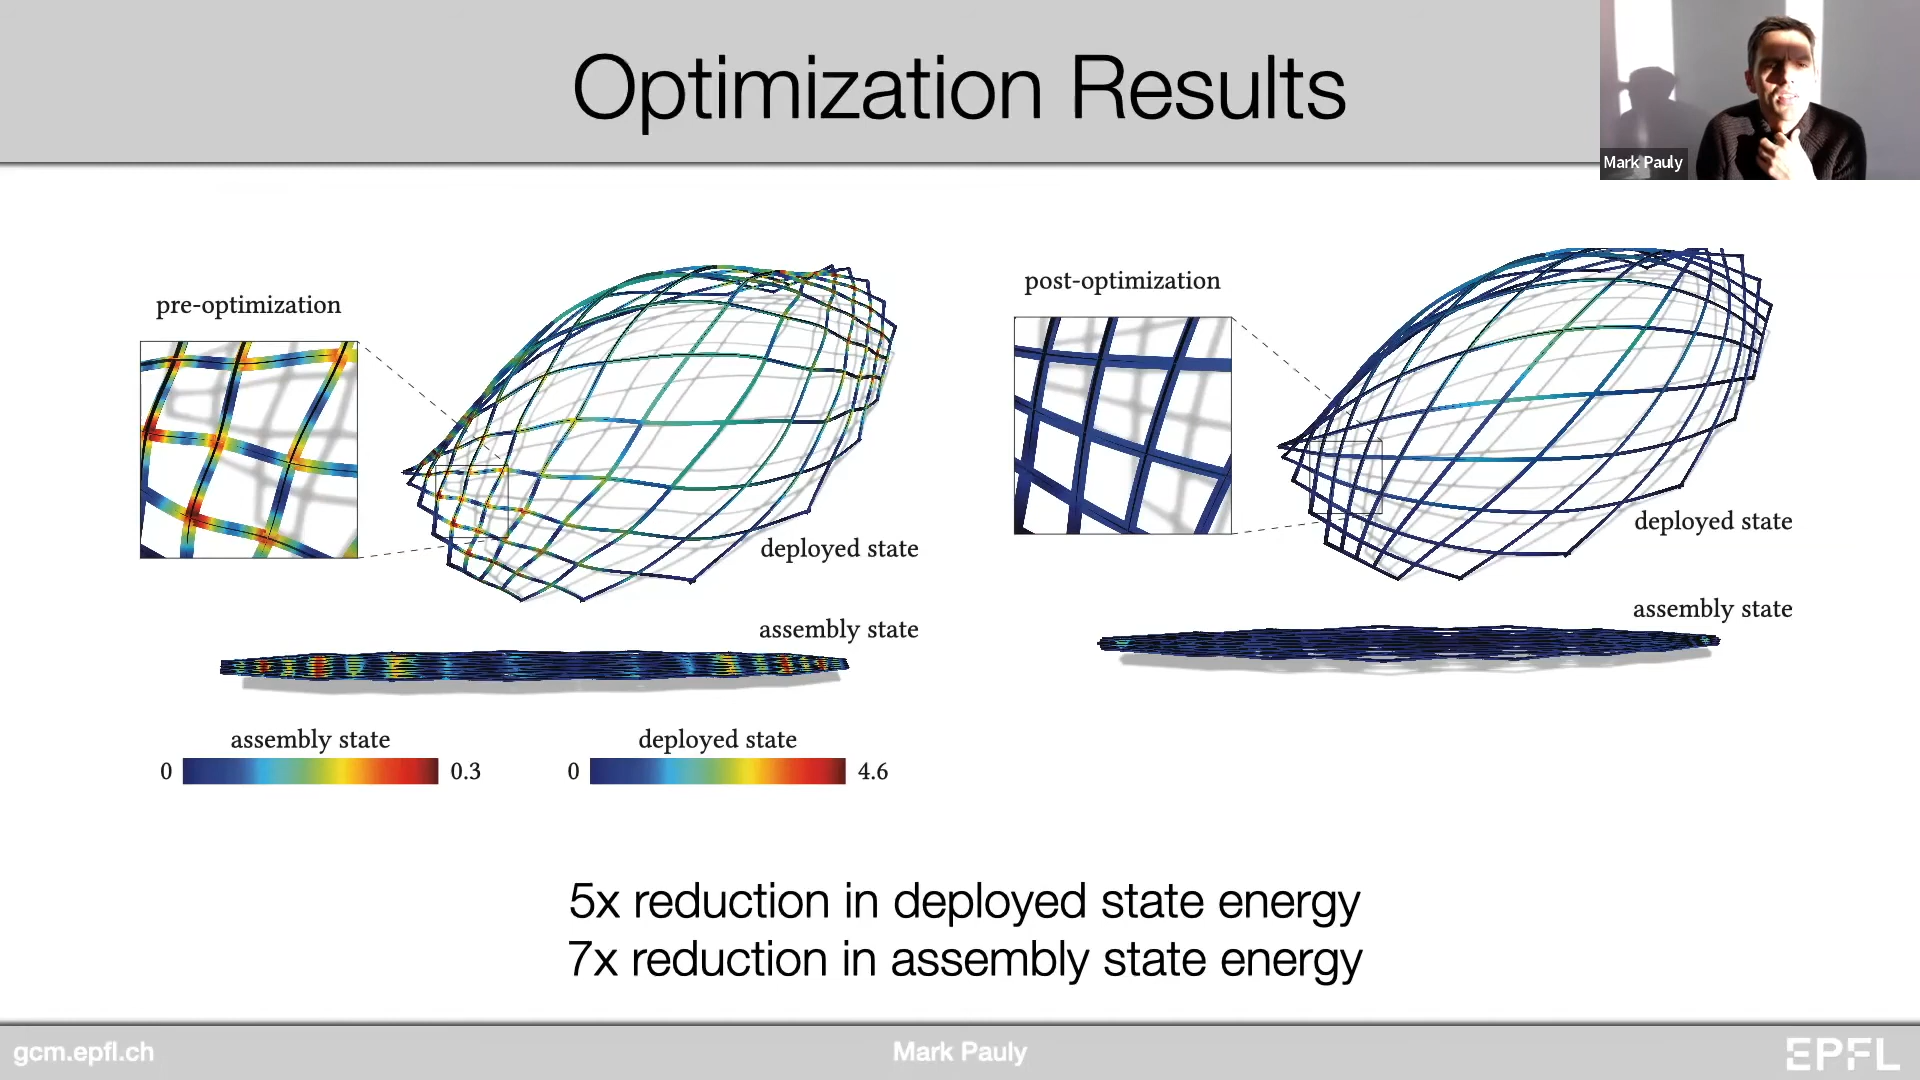 Optimization Results
Mark Pauly
pre-optimization
post-optimization
deployed state
deployed state
assembly state
assembly state
assembly state
deployed state
0 0.3
0 4.6
5x reduction in deployed state energy
7x reduction in assembly state energy
gcm.epfl.ch
Mark Pauly
EPFL